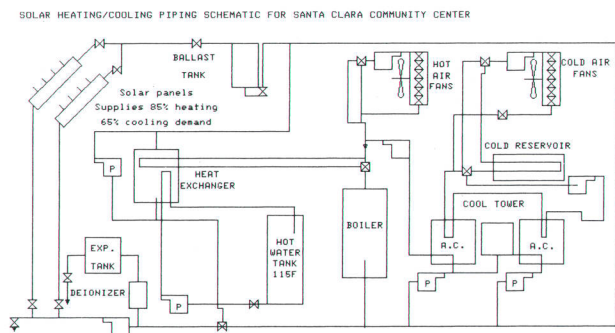 SOLAR HEATING/COOLING PIPING SCHEMATIC FOR SANTA CLARA COMMUNITY CENTER
BALLAST
TANK
HOT AIR
FANS
COLD AIR
FANS
Solar panels
Supplies 85% heating
65% cooling demand
COLD RESERVOIR
P
HEAT
EXCHANGER
COOL TOWER
BOILER
EXP.
TANK
HOT
WATER
TANK
115F
A.C.
A.C.
DEIONIZER
P
P
P